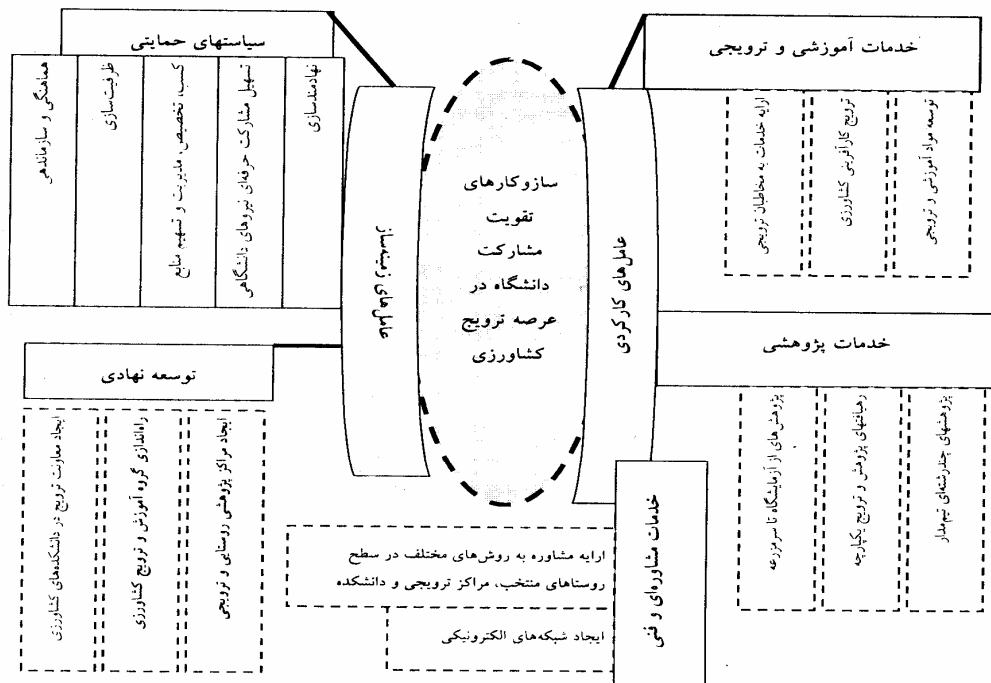 خدمات آموزشی و ترویجی
توسعه مواد آموزشی و ترویجی
ترویج کارآفرینی کشاورزی
ارایه خدمات به مخاطبان ترویجی
سیاستهای حمایتی
نهادمندسازی
تسهیل مشارکت حرفه‌ای نیروهای دانشگاهی
کسب، تخصیص، مدیریت و تسهیم منابع
ظرفیت‌سازی
هماهنگی و سازماندهی
عامل‌های کارکردی
سازوکارهای
تقویت
مشارکت
دانشگاه در
عرصه ترویج
کشاورزی
عامل‌های زمینه‌ساز
خدمات پژوهشی
پژوهشهای چندرشته‌ای تیم‌مدار
رهیافتهای پژوهش و ترویج یکپارچه
پژوهش‌های از آزمایشگاه تا سرمزرعه
توسعه نهادی
ایجاد مراکز پژوهشی روستایی و ترویجی
راه‌اندازی گروه آموزش و ترویج کشاورزی
ایجاد معاونت ترویج در دانشکده‌های کشاورزی
خدمات مشاوره‌ای و فنی
ارایه مشاوره به روش‌های مختلف در سطح
روستاهای منتخب، مراکز ترویجی و دانشکده
ایجاد شبکه‌های الکترونیکی